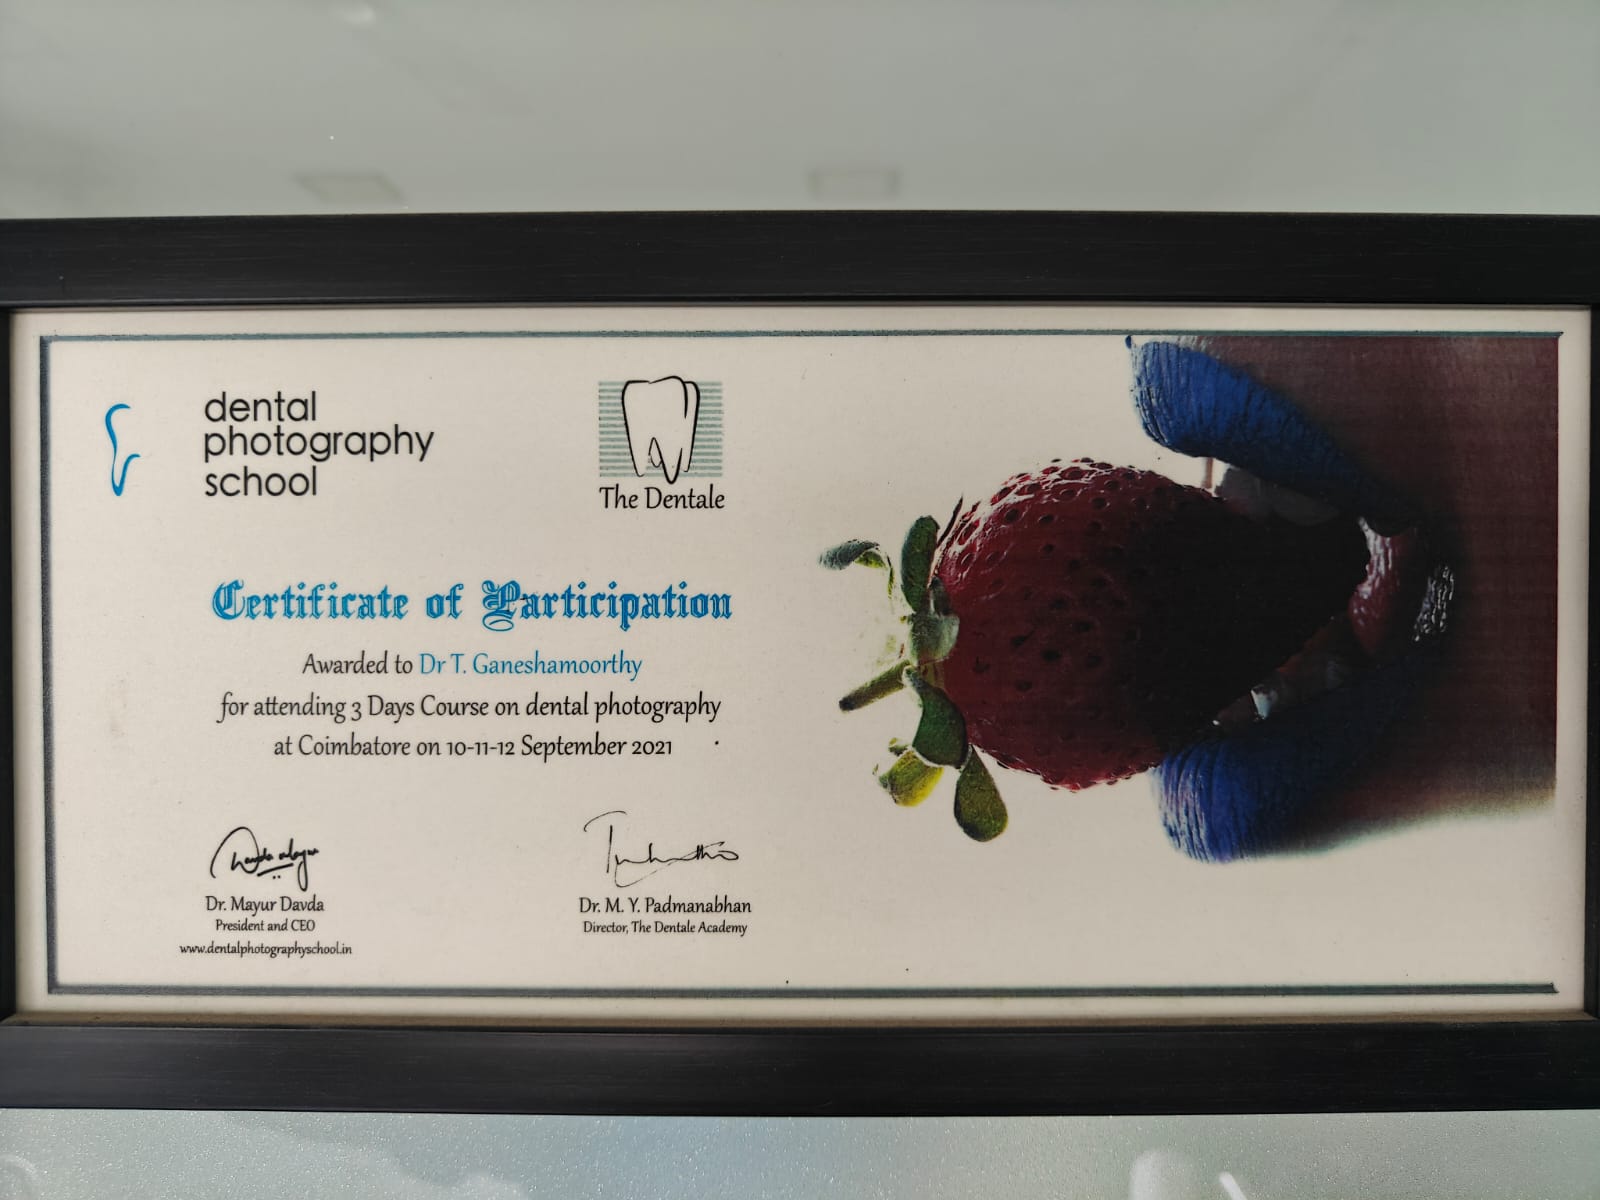 dental
photography
school
The Dentale
Certificate of Participation
Awarded to Dr T. Ganeshamoorthy
for attending 3 Days Course on dental photography
at Coimbatore on 10-11-12 September 2021
Dr. Mayur Davda
President and CEO
www.dentalphotographyschool.in
Dr. M. Y. Padmanabhan
Director, The Dentale Academy